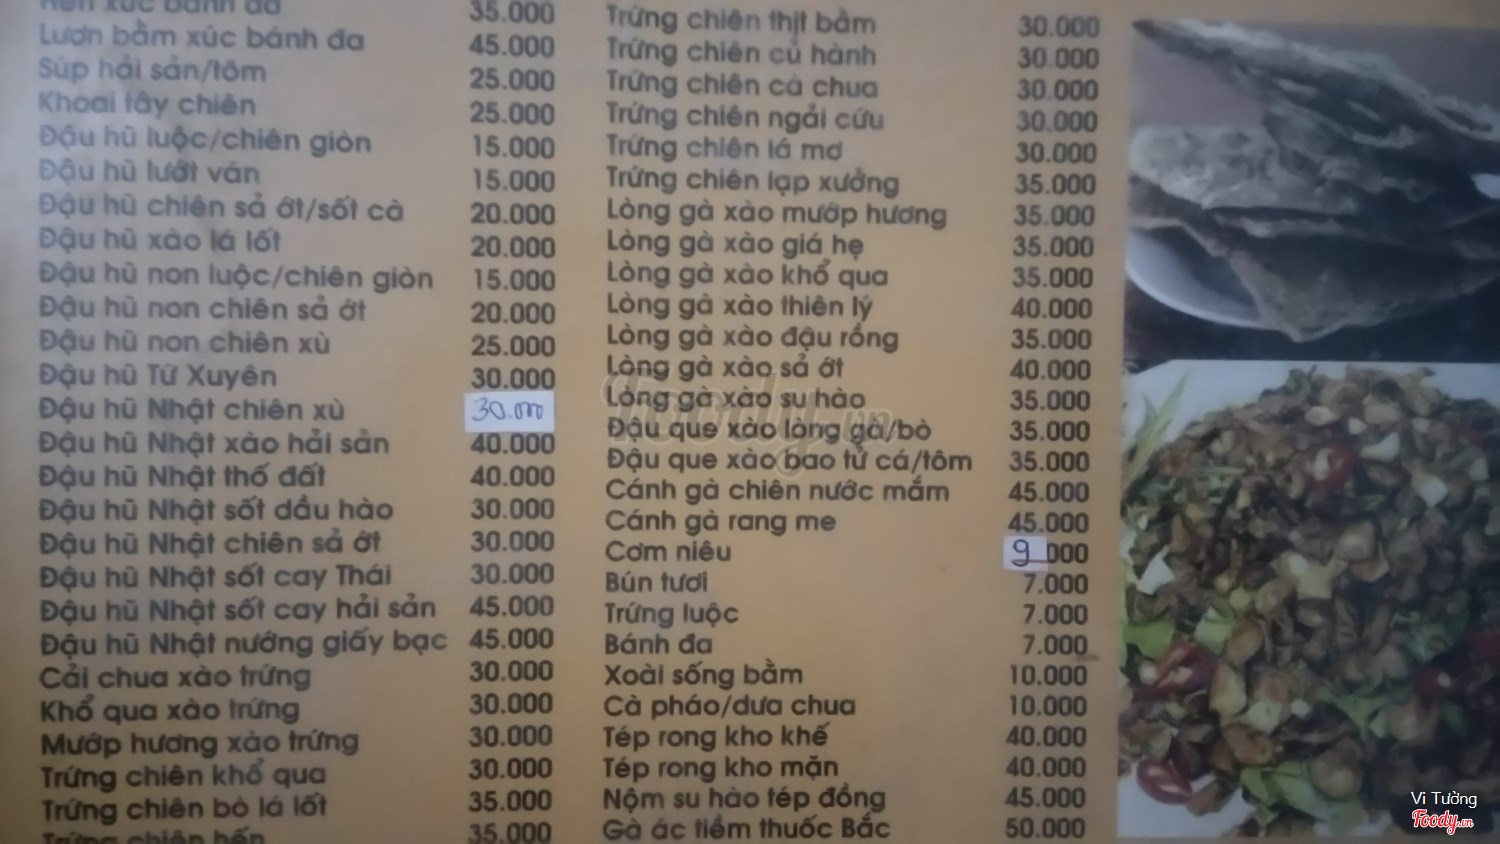 Hến xúc bánh đa 35.000
Lươn bằm xúc bánh đa 45.000
Súp hải sản/tôm 25.000
Khoai tây chiên 25.000
Đậu hũ luộc/chiên giòn 15.000
Đậu hũ lướt ván 15.000
Đậu hũ chiên sả ớt/sốt cà 20.000
Đậu hũ xào lá lốt 20.000
Đậu hũ non luộc/chiên giòn 15.000
Đậu hũ non chiên sả ớt 20.000
Đậu hũ non chiên xù 25.000
Đậu hũ Tứ Xuyên 30.000
Đậu hũ Nhật chiên xù 30.000
Đậu hũ Nhật xào hải sản 40.000
Đậu hũ Nhật thố đất 40.000
Đậu hũ Nhật sốt dầu hào 30.000
Đậu hũ Nhật chiên sả ớt 30.000
Đậu hũ Nhật sốt cay Thái 30.000
Đậu hũ Nhật sốt cay hải sản 45.000
Đậu hũ Nhật nướng giấy bạc 45.000
Cải chua xào trứng 30.000
Khổ qua xào trứng 30.000
Mướp hương xào trứng 30.000
Trứng chiên khổ qua 30.000
Trứng chiên bò lá lốt 35.000
Trứng chiên hến 35.000
Trứng chiên thịt bằm 30.000
Trứng chiên củ hành 30.000
Trứng chiên cà chua 30.000
Trứng chiên ngải cứu 30.000
Trứng chiên lá mơ 30.000
Trứng chiên lạp xưởng 35.000
Lòng gà xào mướp hương 35.000
Lòng gà xào giá hẹ 35.000
Lòng gà xào khổ qua 35.000
Lòng gà xào thiên lý 40.000
Lòng gà xào đậu rồng 35.000
Lòng gà xào sả ớt 40.000
Lòng gà xào su hào 35.000
Đậu que xào lòng gà/bò 35.000
Đậu que xào bao tử cá/tôm 35.000
Cánh gà chiên nước mắm 45.000
Cánh gà rang me 45.000
Cơm niêu 9.000
Bún tươi 7.000
Trứng luộc 7.000
Bánh đa 7.000
Xoài sống bằm 10.000
Cà pháo/dưa chua 10.000
Tép rong kho khế 40.000
Tép rong kho mặn 40.000
Nộm su hào tép đồng 45.000
Gà ác tiềm thuốc Bắc 50.000
Foody.vn
Vi Tường
Foody.vn